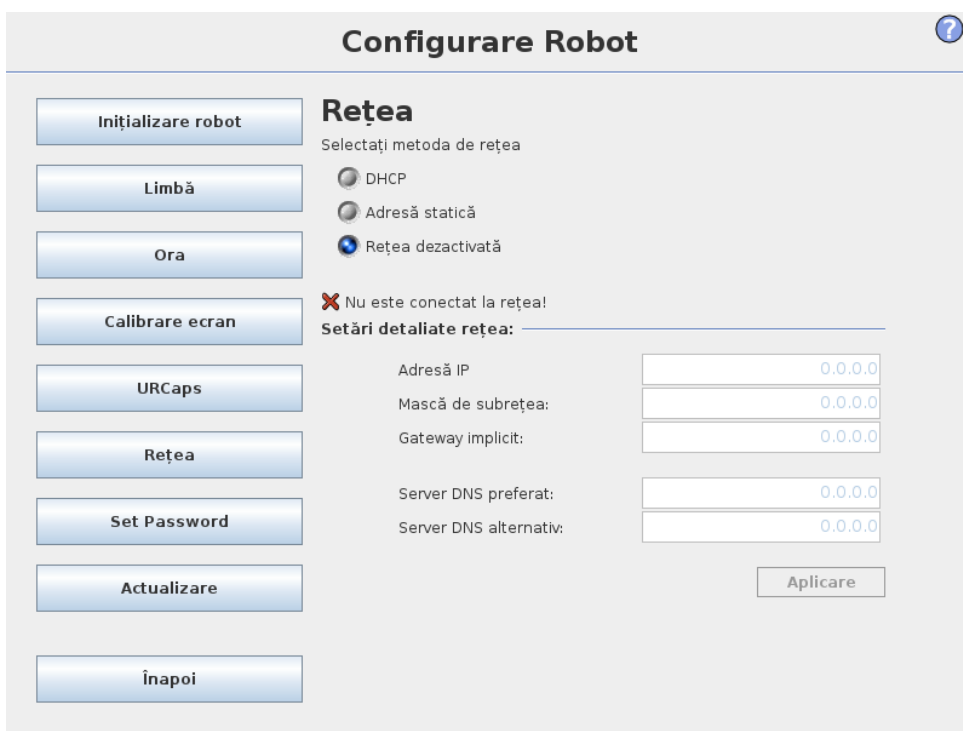 Configurare Robot
?
Inițializare robot
Limbă
Ora
Calibrare ecran
URCaps
Rețea
Set Password
Actualizare
Înapoi
Rețea
Selectați metoda de rețea
DHCP
Adresă statică
Rețea dezactivată
Nu este conectat la rețea!
Setări detaliate rețea:
Adresă IP 0.0.0.0
Mască de subrețea: 0.0.0.0
Gateway implicit: 0.0.0.0
Server DNS preferat: 0.0.0.0
Server DNS alternativ: 0.0.0.0
Aplicare